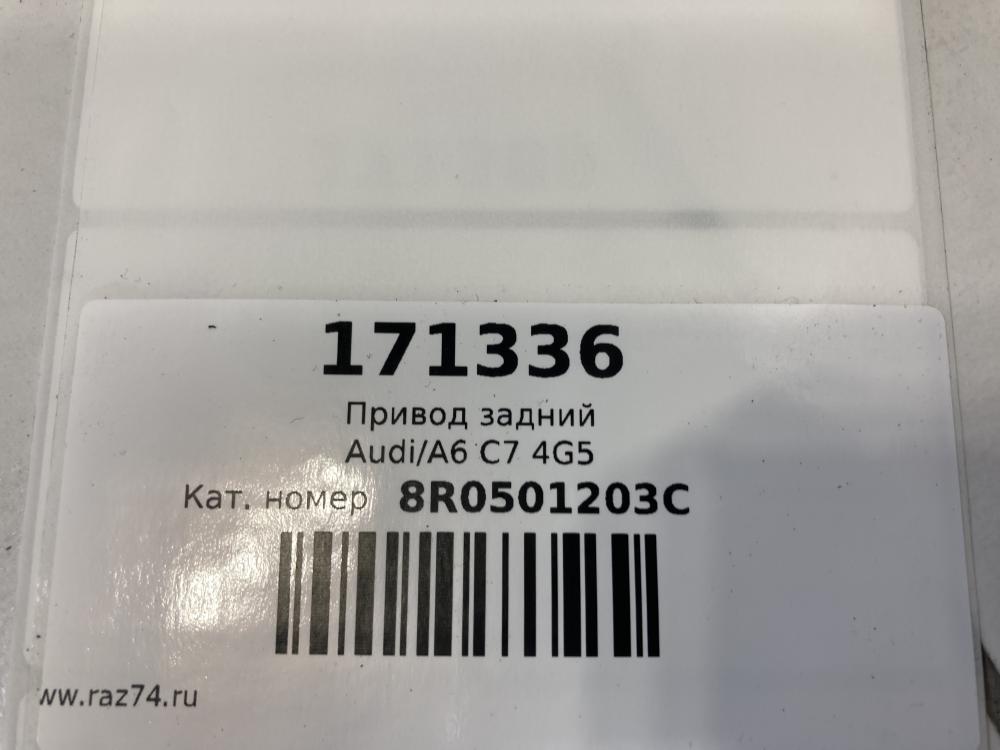 171336
Привод задний
Audi/A6 C7 4G5
Кат. номер 8R0501203C
ww.raz74.ru